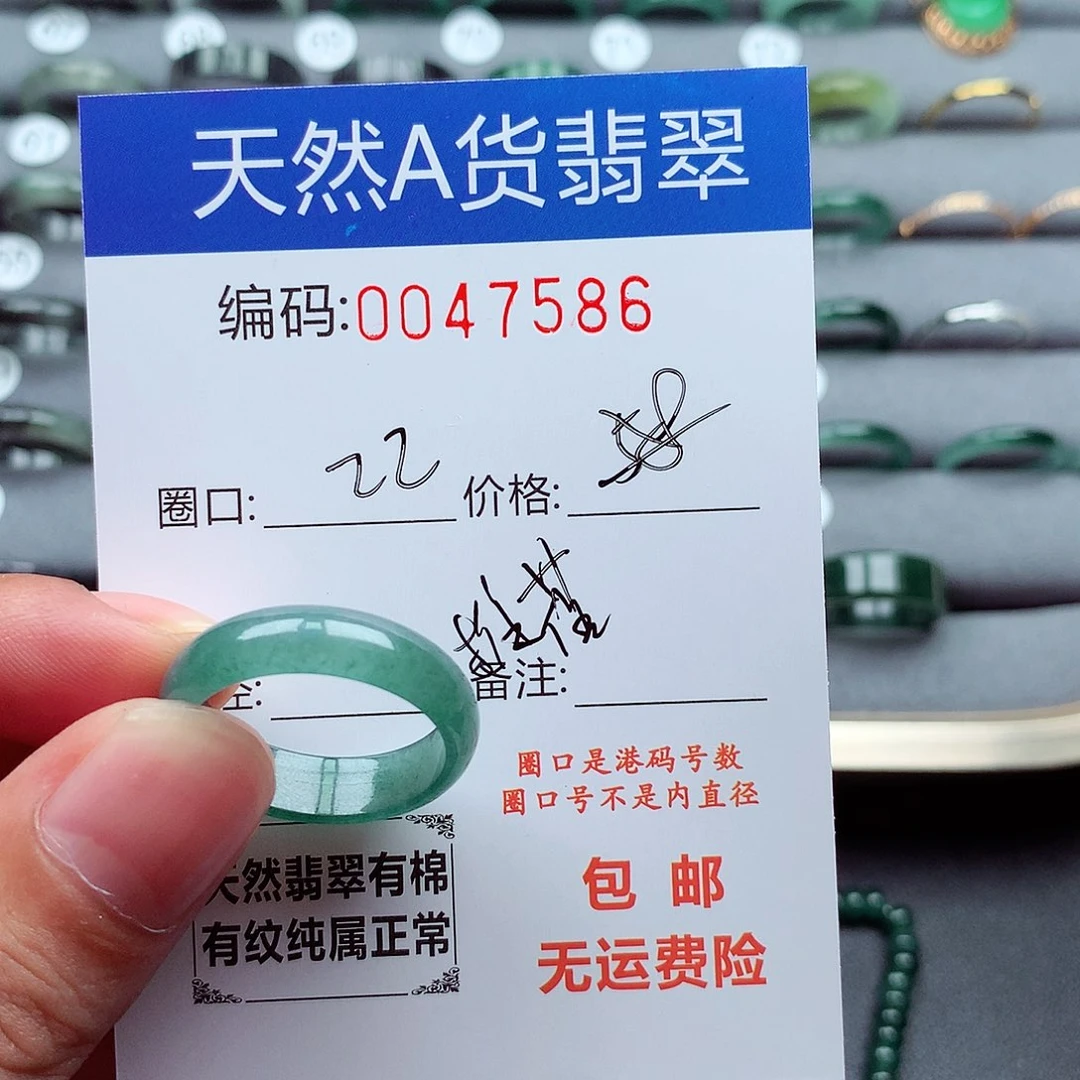 天然A货翡翠
编码:0047586
圈口: 22 价格:
备注:
圈口是港码号数
圈口号不是内直径
天然翡翠有棉
有纹纯属正常
包邮
无运费险